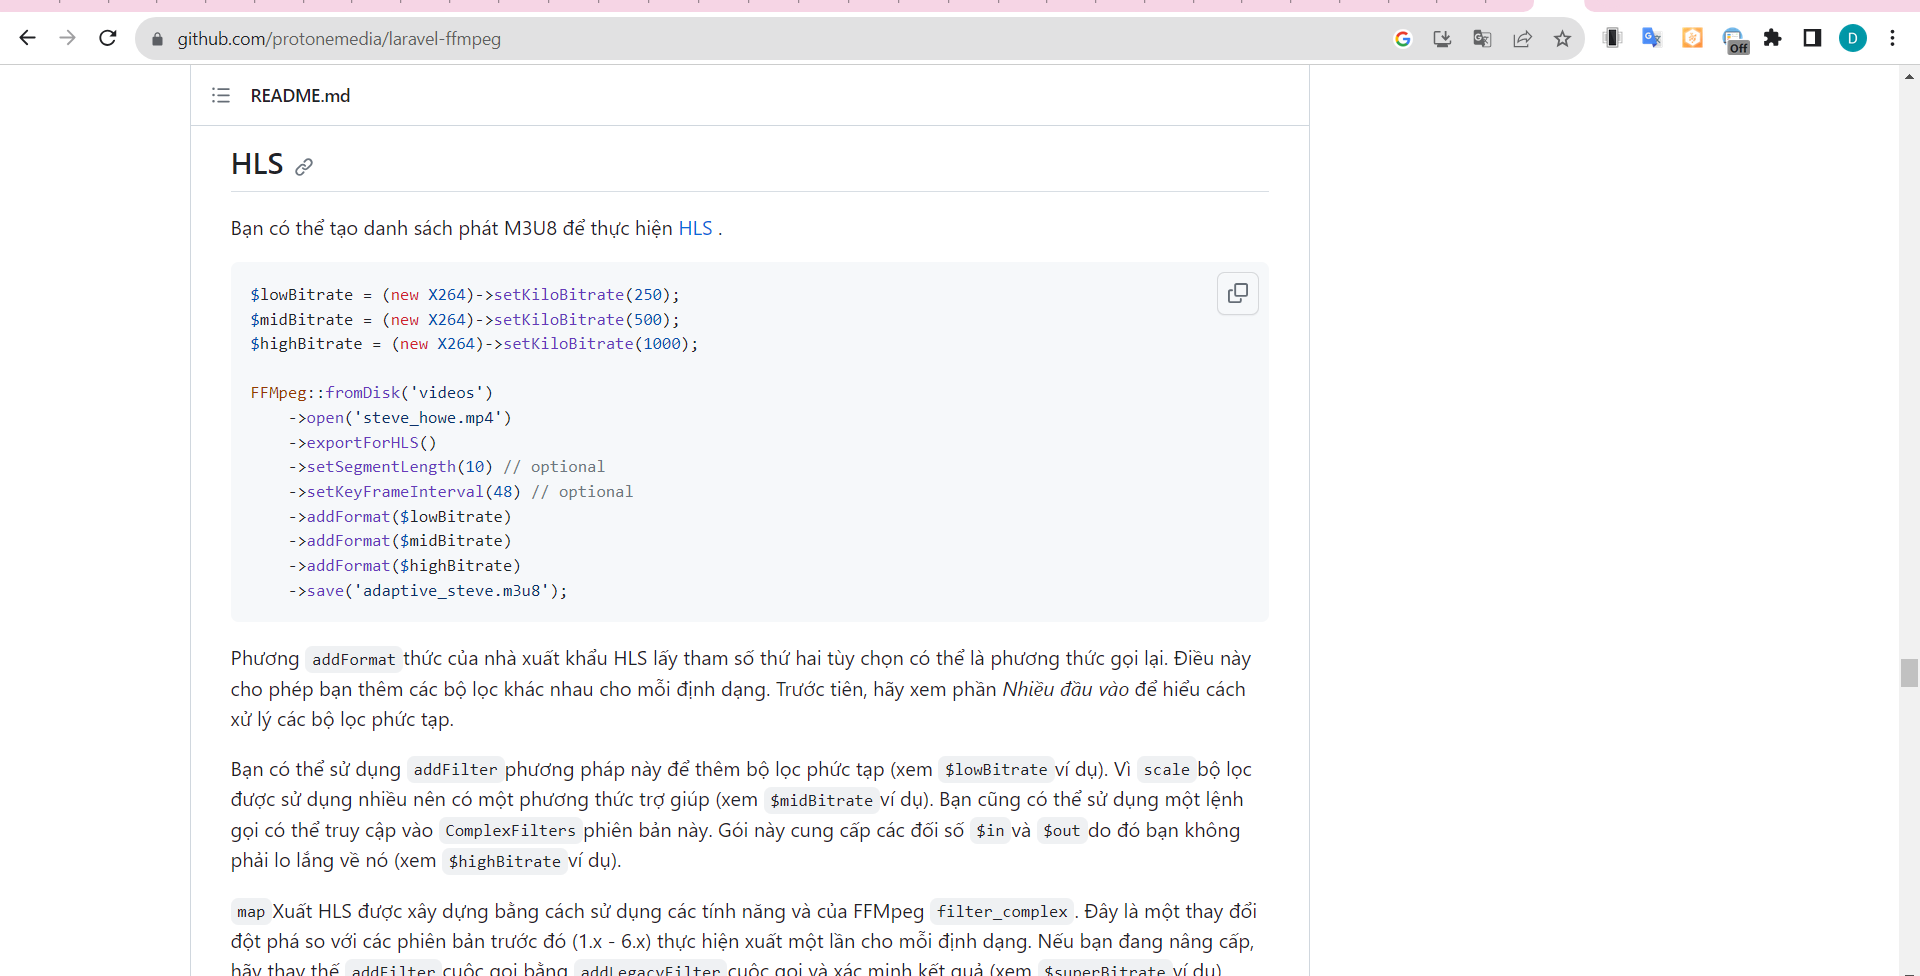 github.com/protonemedia/laravel-ffmpeg
Off
D
README.md
HLS
Bạn có thể tạo danh sách phát M3U8 để thực hiện HLS .
$lowBitrate = (new X264)->setKiloBitrate(250);
$midBitrate = (new X264)->setKiloBitrate(500);
$highBitrate = (new X264)->setKiloBitrate(1000);
FFMpeg::fromDisk('videos')
->open('steve_howe.mp4')
->exportForHLS()
->setSegmentLength(10) // optional
->setKeyFrameInterval(48) // optional
->addFormat($lowBitrate)
->addFormat($midBitrate)
->addFormat($highBitrate)
->save('adaptive_steve.m3u8');
Phương addFormat thức của nhà xuất khẩu HLS lấy tham số thứ hai tùy chọn có thể là phương thức gọi lại. Điều này
cho phép bạn thêm các bộ lọc khác nhau cho mỗi định dạng. Trước tiên, hãy xem phần Nhiều đầu vào để hiểu cách
xử lý các bộ lọc phức tạp.
Bạn có thể sử dụng addFilter phương pháp này để thêm bộ lọc phức tạp (xem $lowBitrate ví dụ). Vì scale bộ lọc
được sử dụng nhiều nên có một phương thức trợ giúp (xem $midBitrate ví dụ). Bạn cũng có thể sử dụng một lệnh
gọi có thể truy cập vào ComplexFilters phiên bản này. Gói này cung cấp các đối số $in và $out do đó bạn không
phải lo lắng về nó (xem $highBitrate ví dụ).
map Xuất HLS được xây dựng bằng cách sử dụng các tính năng và của FFMpeg filter_complex . Đây là một thay đổi
đột phá so với các phiên bản trước đó (1.x - 6.x) thực hiện xuất một lần cho mỗi định dạng. Nếu bạn đang nâng cấp,
hãy thay thế addFilter cuộc gọi bằng addLegacyFilter cuộc gọi và xác minh kết quả (xem $superBitrate ví dụ)